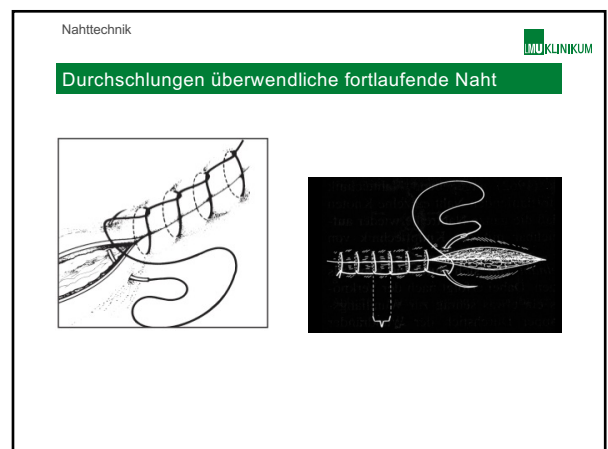 Nahttechnik
LMU KLINIKUM
Durchschlungen überwendliche fortlaufende Naht